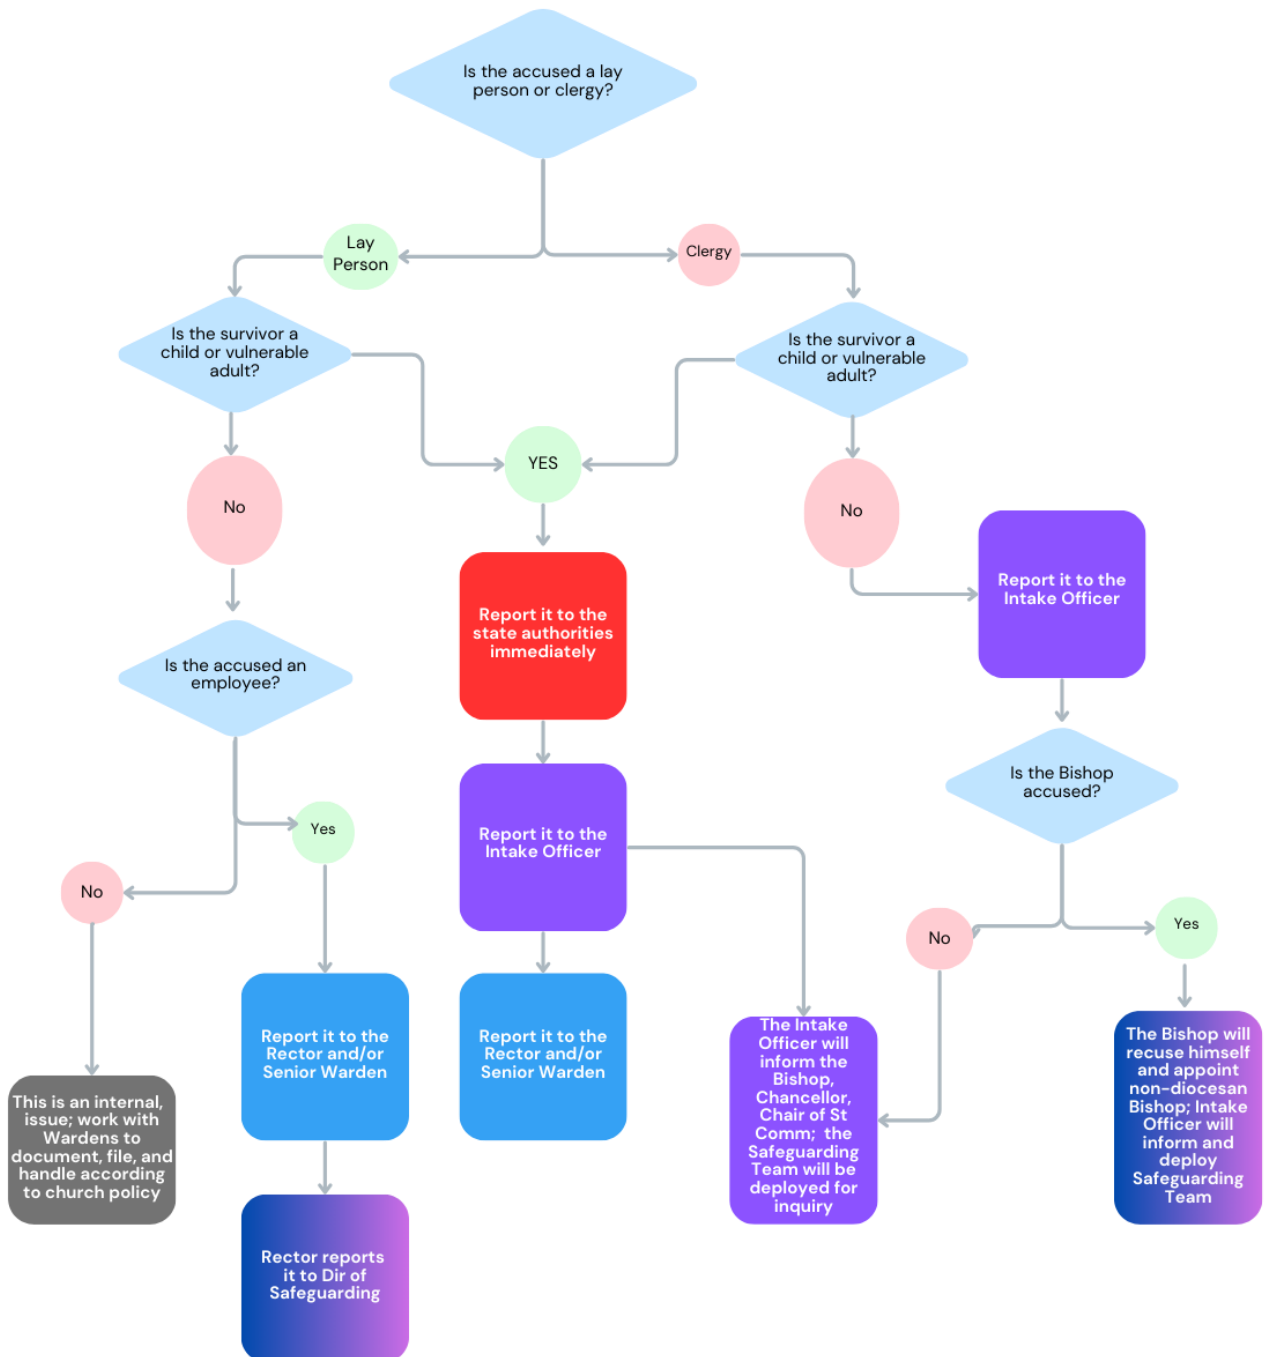 Is the accused a lay
person or clergy?
Lay
Person
Clergy
Is the survivor a
child or vulnerable
adult?
Is the survivor a
child or vulnerable
adult?
YES
No
No
Report it to the
Intake Officer
Report it to the
state authorities
immediately
Is the accused an
employee?
Is the Bishop
accused?
Report it to the
Intake Officer
Yes
No
No
Yes
Report it to the
Rector and/or
Senior Warden
Report it to the
Rector and/or
Senior Warden
The Intake
Officer will
inform the
Bishop,
Chancellor,
Chair of St
Comm;  the
Safeguarding
Team will be
deployed for
inquiry
The Bishop will
recuse himself
and appoint
non-diocesan
Bishop; Intake
Officer will
inform and
deploy
Safeguarding
Team
This is an internal,
issue; work with
Wardens to
document, file, and
handle according
to church policy
Rector reports
it to Dir of
Safeguarding